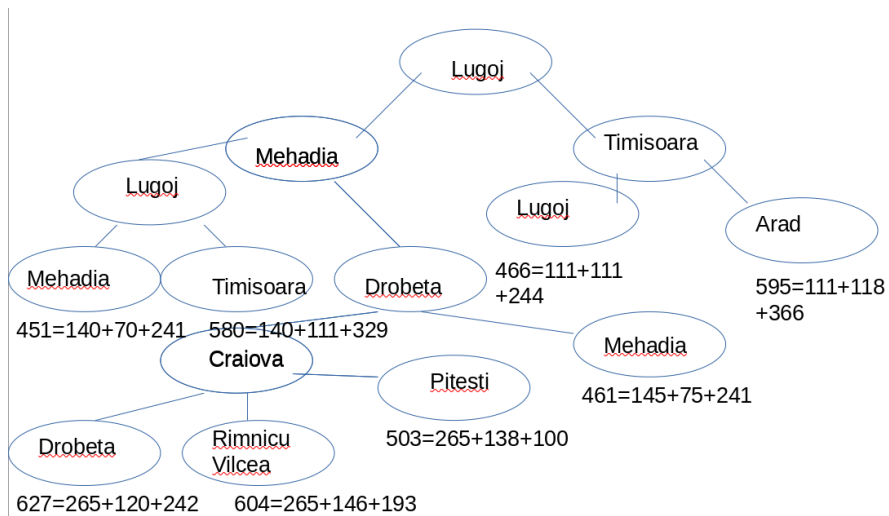 Lugoj
Mehadia
Timisoara
Lugoj
Lugoj
Arad
Mehadia
Timisoara
Drobeta
466=111+111
+244
595=111+118
+366
451=140+70+241
580=140+111+329
Craiova
Mehadia
Pitesti
461=145+75+241
503=265+138+100
Drobeta
Rimnicu
Vilcea
627=265+120+242
604=265+146+193